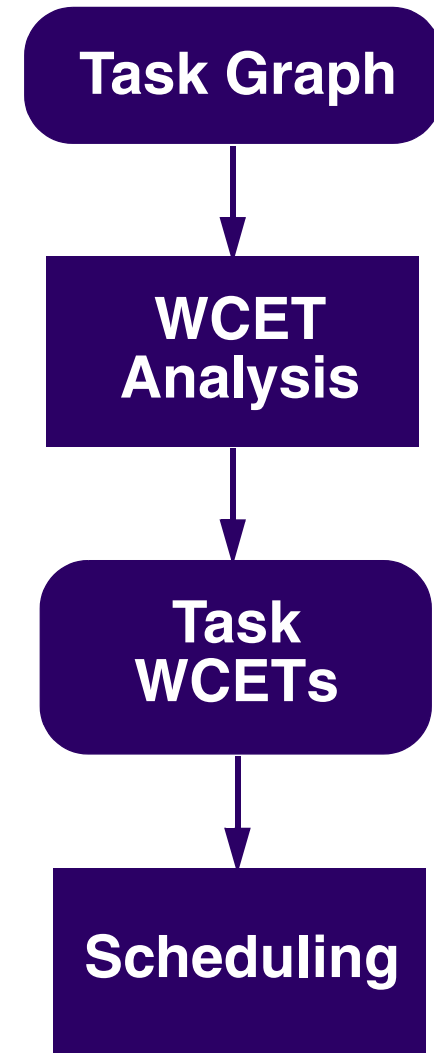 Task Graph
WCET
Analysis
Task
WCETs
Scheduling